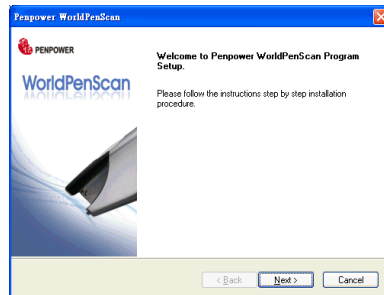 Penpower WorldPenScan
PENPOWER
WorldPenScan
Welcome to Penpower WorldPenScan Program
Setup.
Please follow the instructions step by step installation
procedure.
< Back
Next >
Cancel